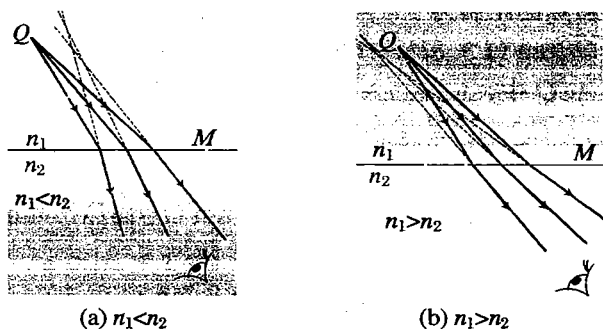 Q
n₁ M
n₂
n₁<n₂
(a) n₁<n₂
Q
n₁ M
n₂
n₁>n₂
(b) n₁>n₂